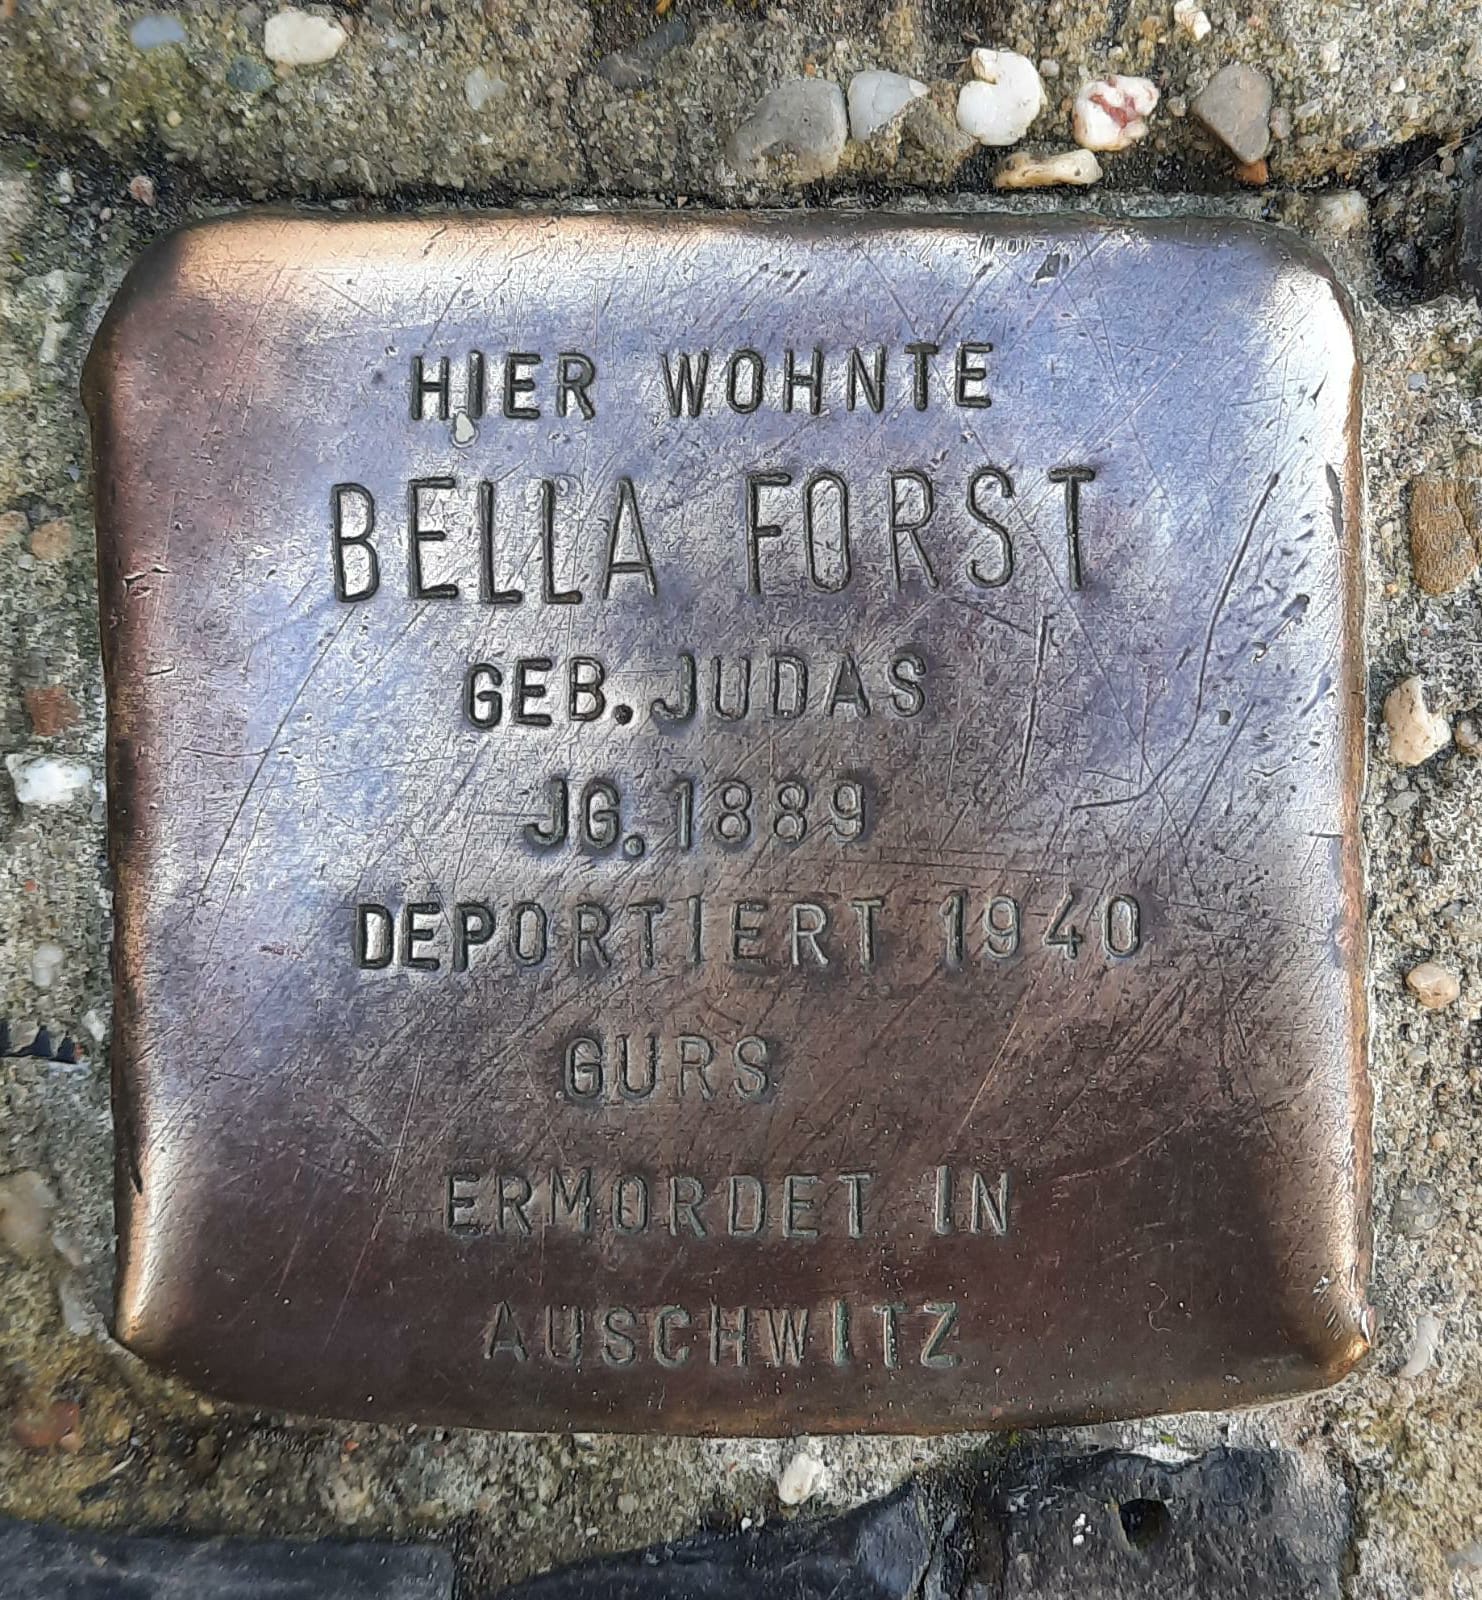 HIER WOHNTE
BELLA FORST
GEB. JUDAS
JG. 1889
DEPORTIERT 1940
GURS
ERMORDET IN
AUSCHWITZ